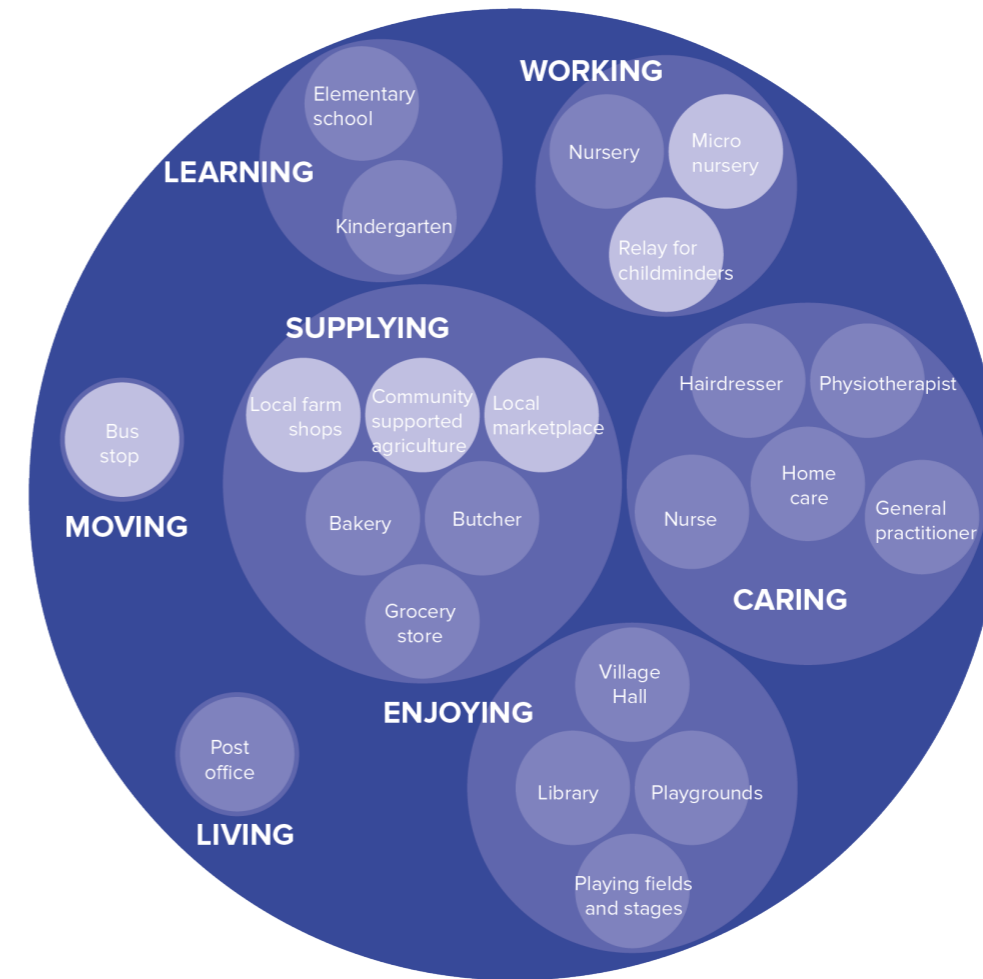 WORKING
Elementary
school
Kindergarten
LEARNING
Nursery
Micro
nursery
Relay for
childminders
SUPPLYING
Local farm
shops
Community
supported
agriculture
Local
marketplace
Bakery
Butcher
Grocery
store
Hairdresser
Physiotherapist
Home
care
Nurse
General
practitioner
CARING
Bus
stop
MOVING
ENJOYING
Village
Hall
Library
Playgrounds
Playing fields
and stages
Post
office
LIVING